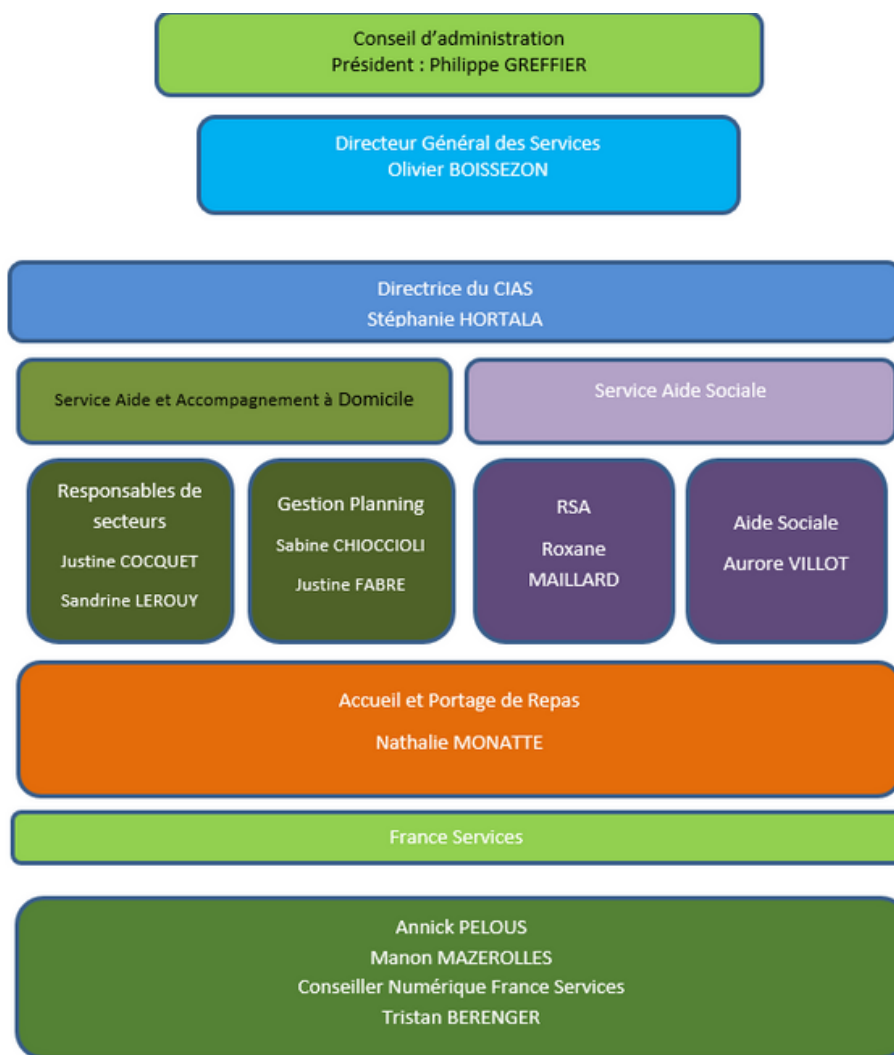 Conseil d’administration
Président : Philippe GREFFIER
Directeur Général des Services
Olivier BOISSEZON
Directrice du CIAS
Stéphanie HORTALA
Service Aide et Accompagnement à Domicile
Service Aide Sociale
Responsables de
secteurs
Justine COCQUET
Sandrine LEROUY
Gestion Planning
Sabine CHIOCCIOLI
Justine FABRE
RSA
Roxane
MAILLARD
Aide Sociale
Aurore VILLOT
Accueil et Portage de Repas
Nathalie MONATTE
France Services
Annick PELOUS
Manon MAZEROLLES
Conseiller Numérique France Services
Tristan BERENGER